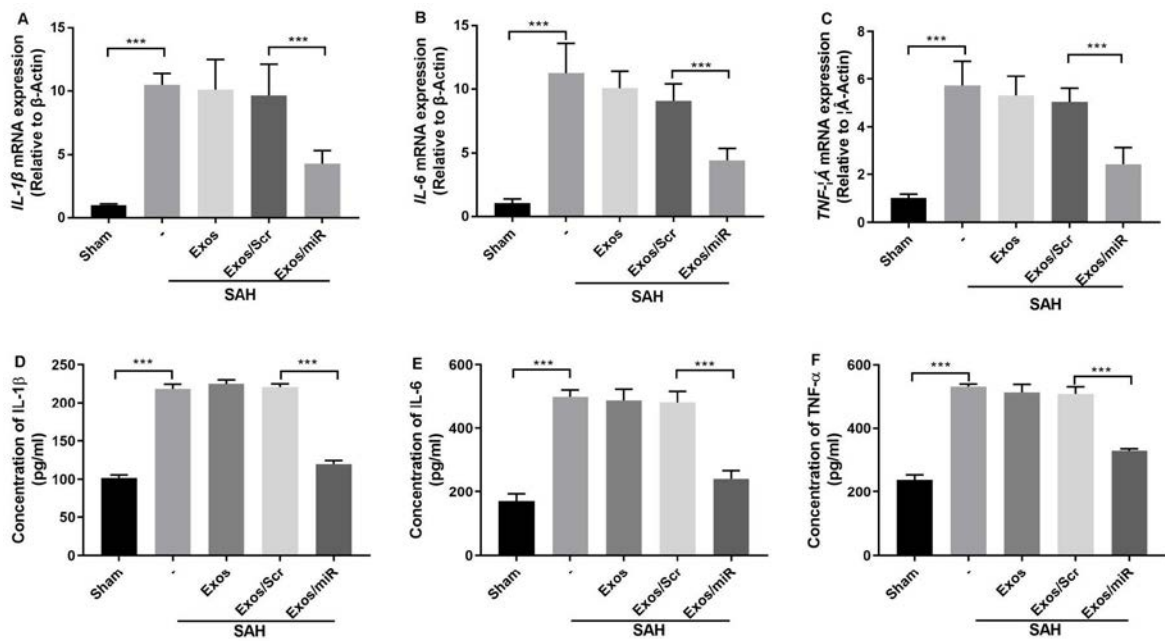 A
IL-1β mRNA expression
(Relative to β-Actin)
15
10
5
0
***
***
Sham
-
Exos
Exos/Scr
Exos/miR
SAH
B
IL-6 mRNA expression
(Relative to β-Actin)
15
10
5
0
***
***
Sham
-
Exos
Exos/Scr
Exos/miR
SAH
C
TNF-¦Á mRNA expression
(Relative to ¦Â-Actin)
8
6
4
2
0
***
***
Sham
-
Exos
Exos/Scr
Exos/miR
SAH
D
Concentration of IL-1β
(pg/ml)
250
200
150
100
50
0
***
***
Sham
-
Exos
Exos/Scr
Exos/miR
SAH
E
Concentration of IL-6
(pg/ml)
600
400
200
0
***
***
Sham
-
Exos
Exos/Scr
Exos/miR
SAH
F
Concentration of TNF-α
(pg/ml)
600
400
200
0
***
***
Sham
-
Exos
Exos/Scr
Exos/miR
SAH